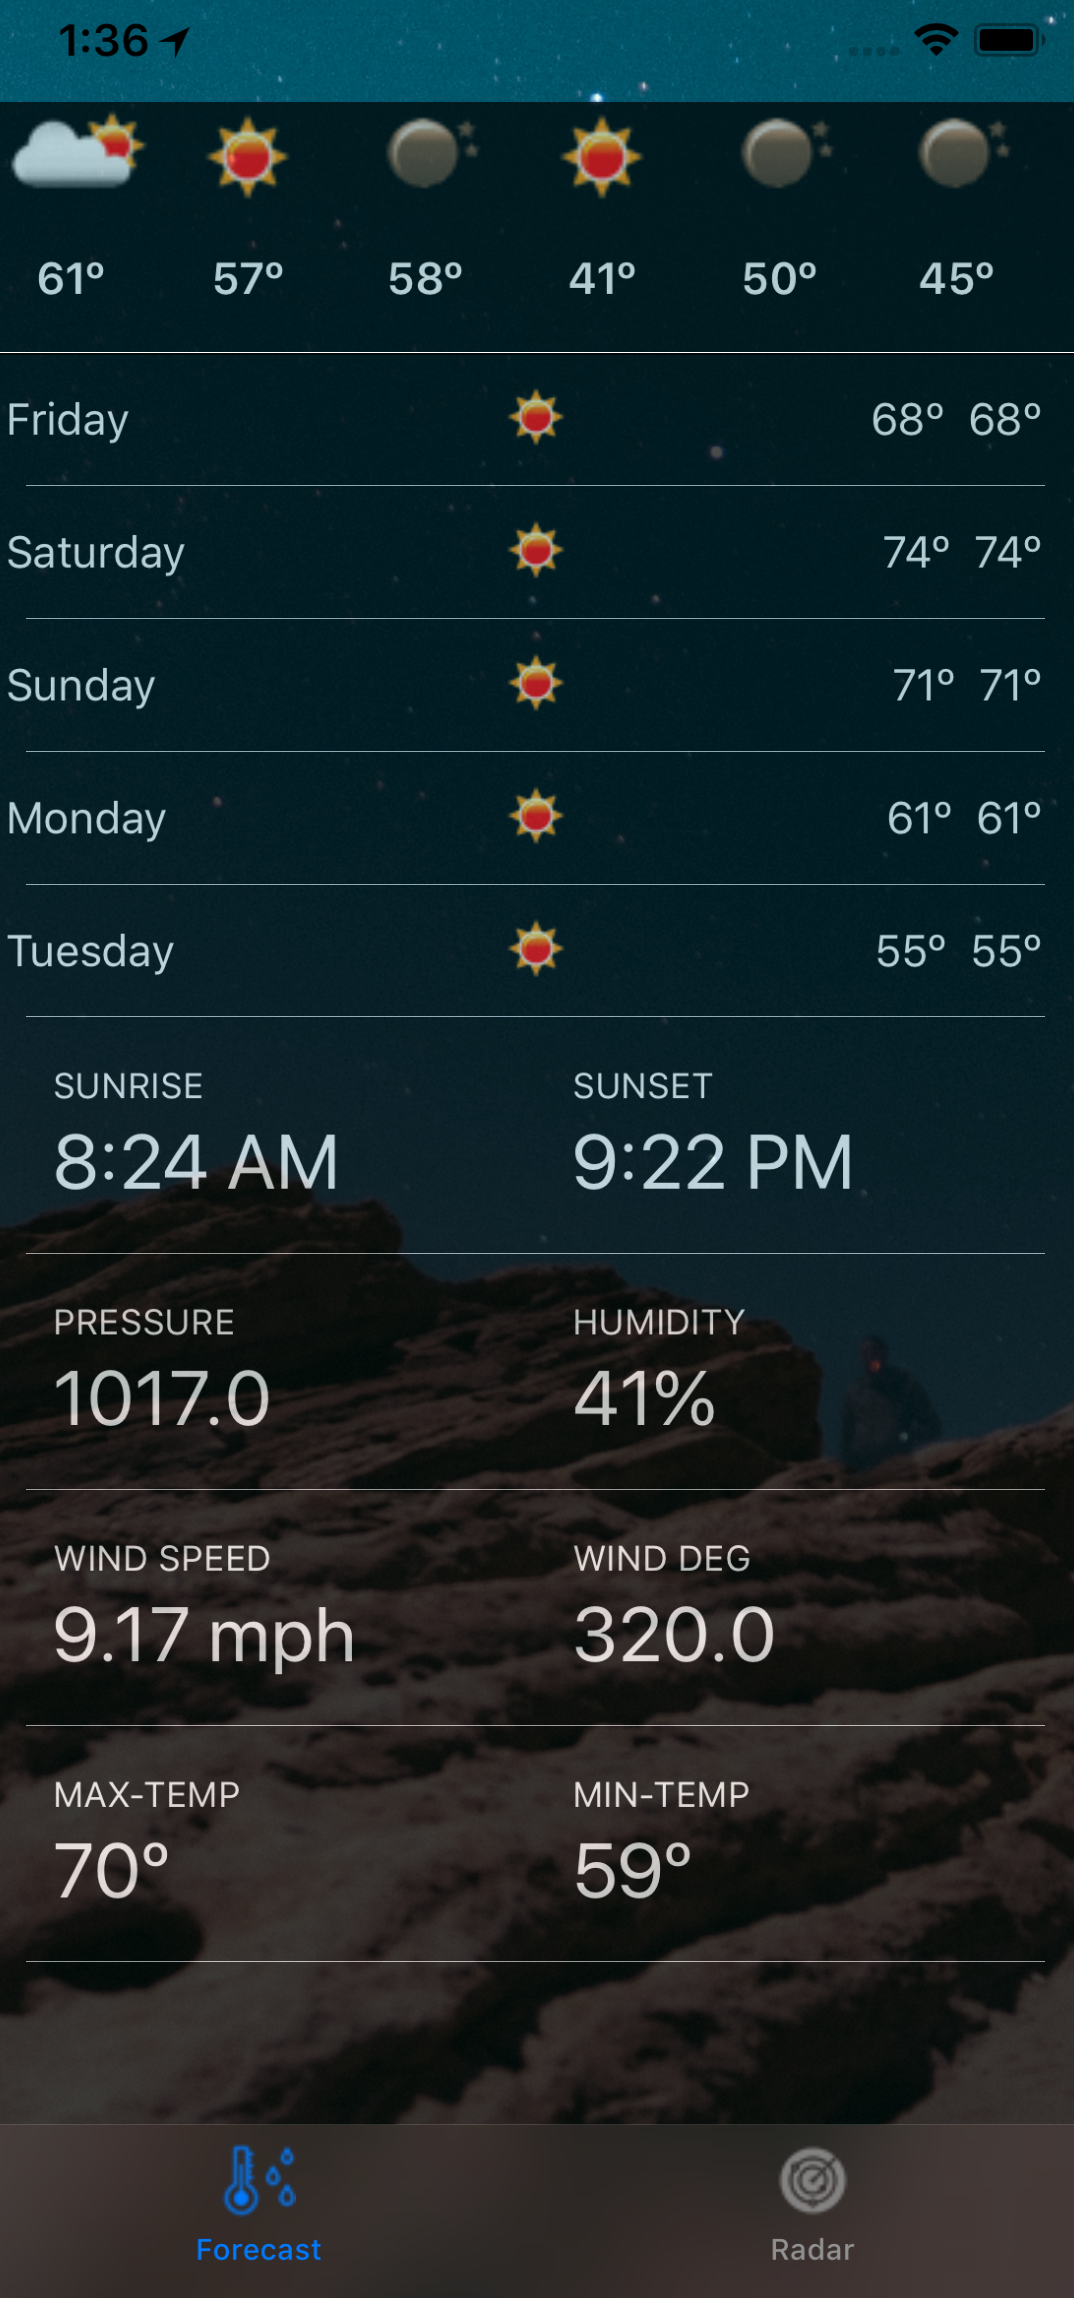 1:36
61° 57° 58° 41° 50° 45°
Friday 68° 68°
Saturday 74° 74°
Sunday 71° 71°
Monday 61° 61°
Tuesday 55° 55°
SUNRISE SUNSET
8:24 AM 9:22 PM
PRESSURE HUMIDITY
1017.0 41%
WIND SPEED WIND DEG
9.17 mph 320.0
MAX-TEMP MIN-TEMP
70° 59°
Forecast Radar